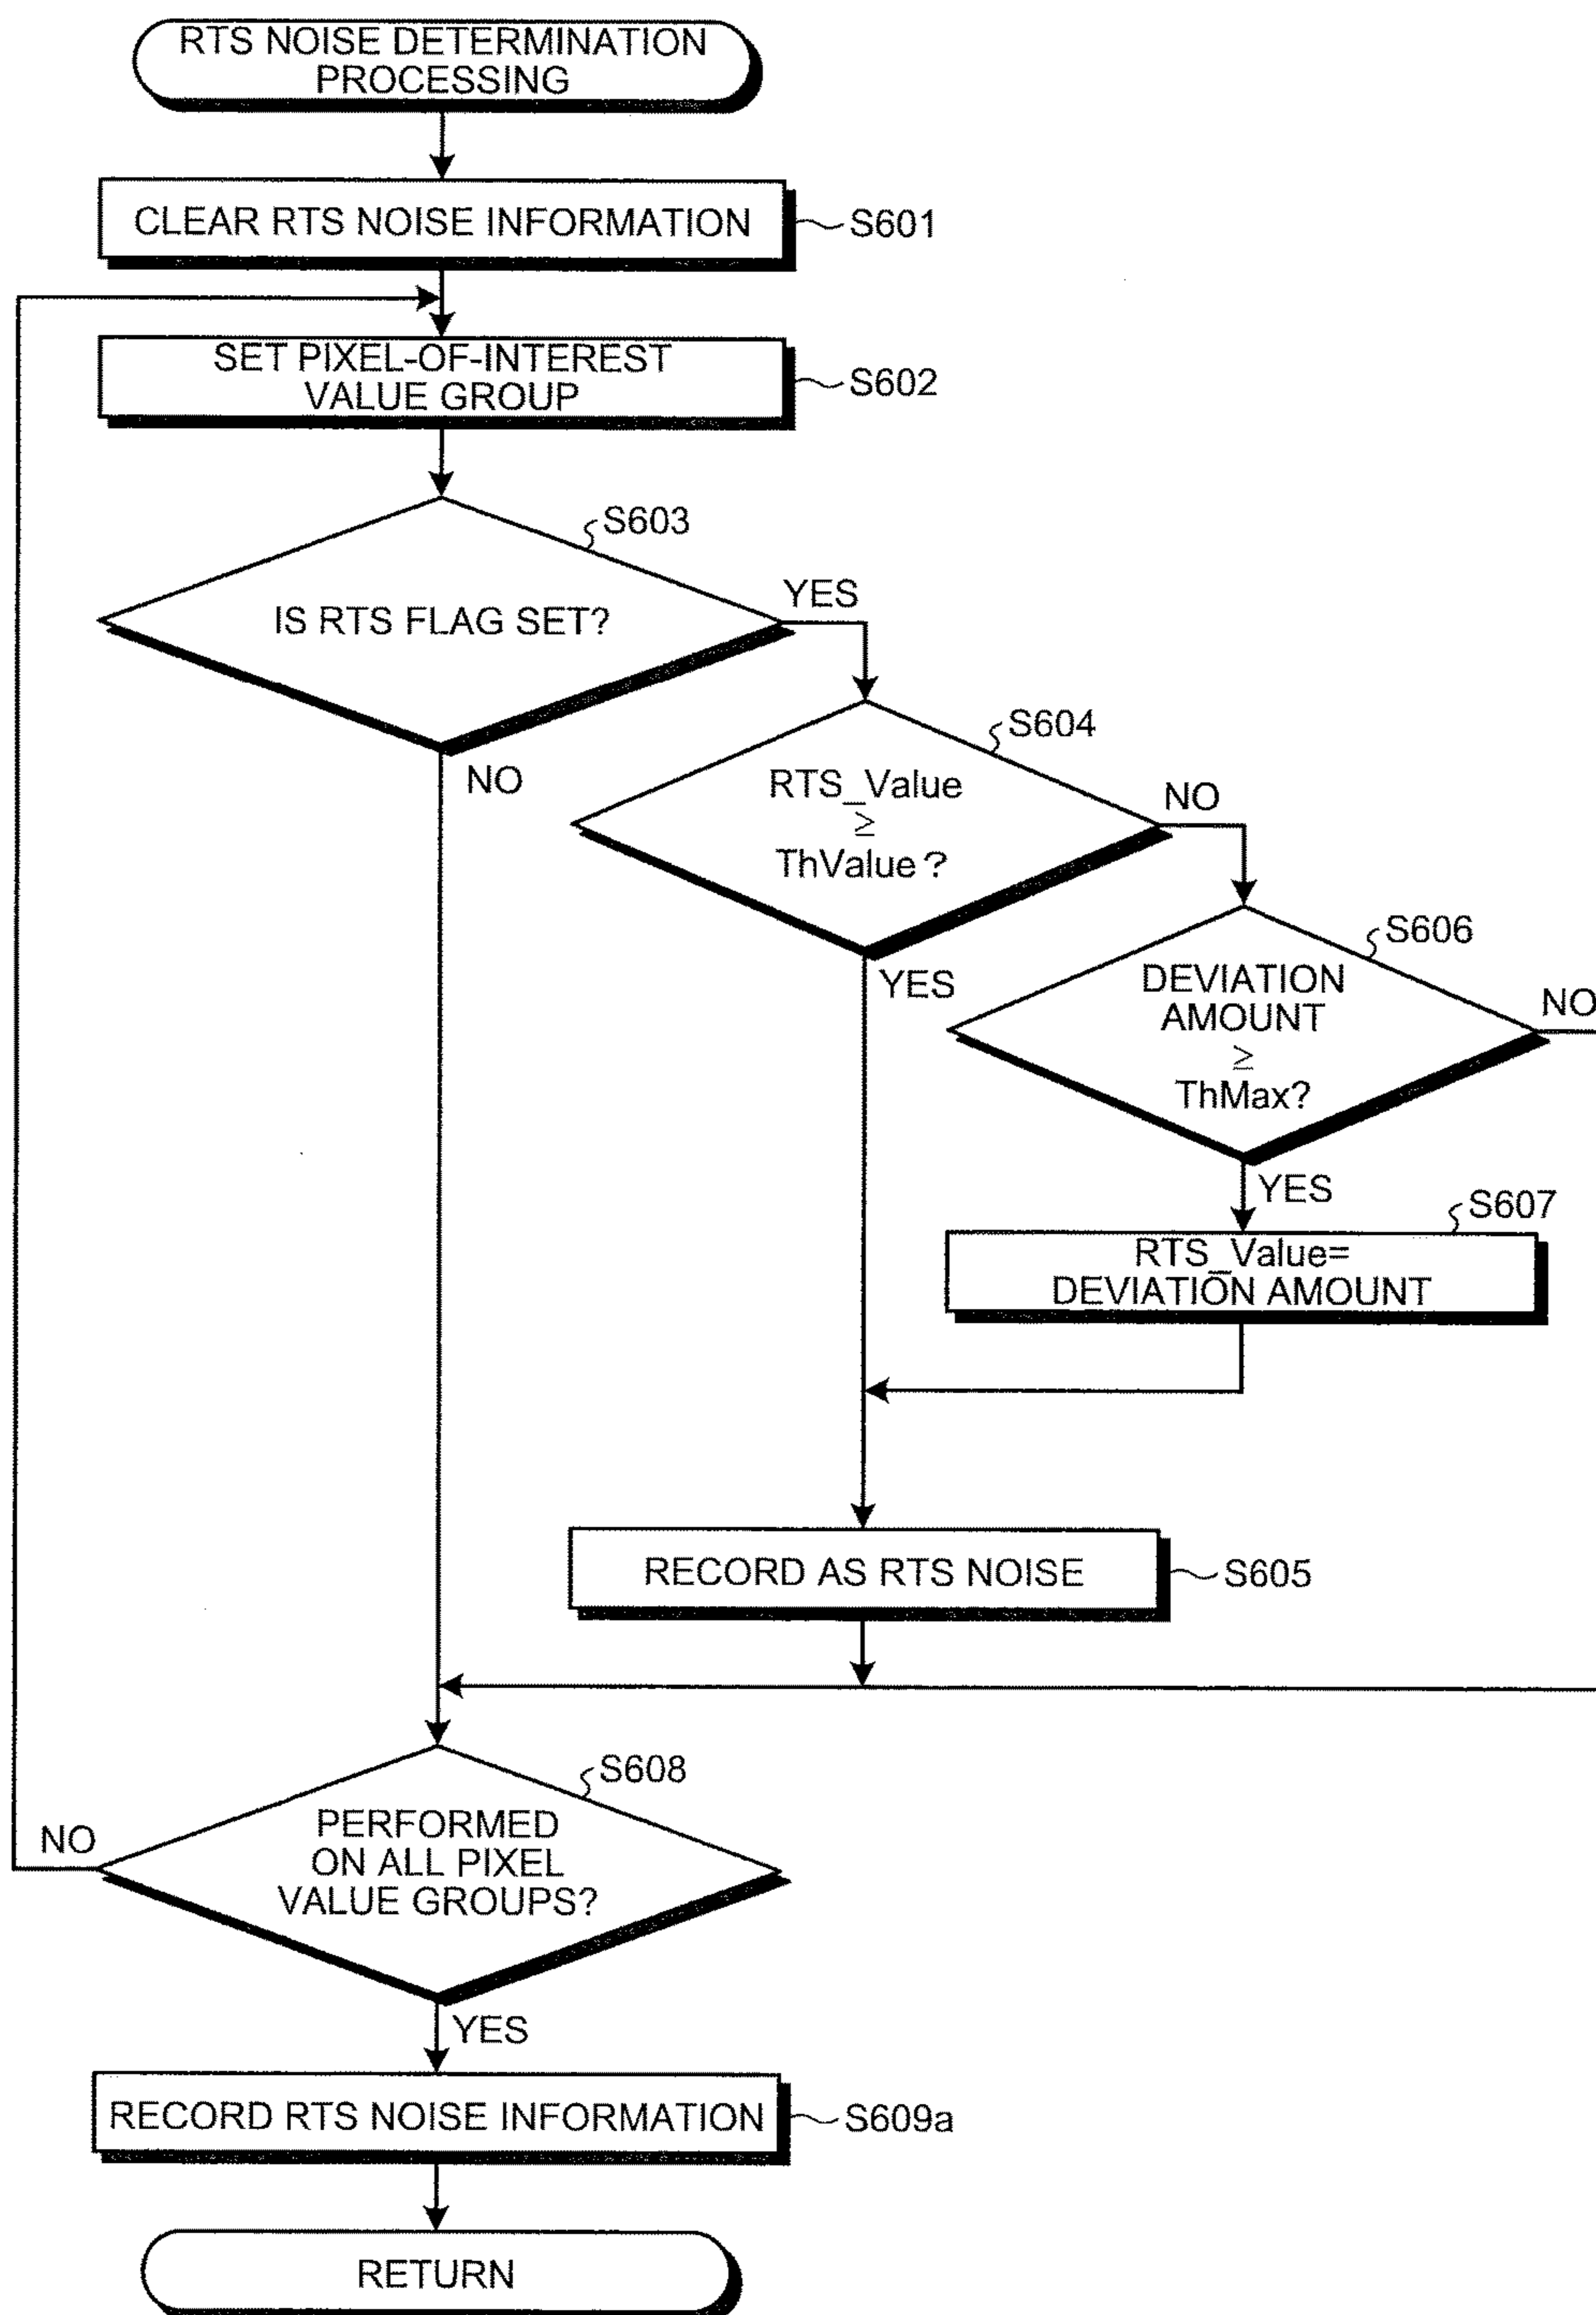 RTS NOISE DETERMINATION
PROCESSING
CLEAR RTS NOISE INFORMATION
S601
SET PIXEL-OF-INTEREST
VALUE GROUP
S602
S603
IS RTS FLAG SET?
YES
NO
S604
RTS_Value
≥
ThValue?
NO
YES
S606
DEVIATION
AMOUNT
≥
ThMax?
NO
YES
S607
RTS_Value=
DEVIATION AMOUNT
RECORD AS RTS NOISE
S605
S608
PERFORMED
ON ALL PIXEL
VALUE GROUPS?
NO
YES
RECORD RTS NOISE INFORMATION
S609a
RETURN